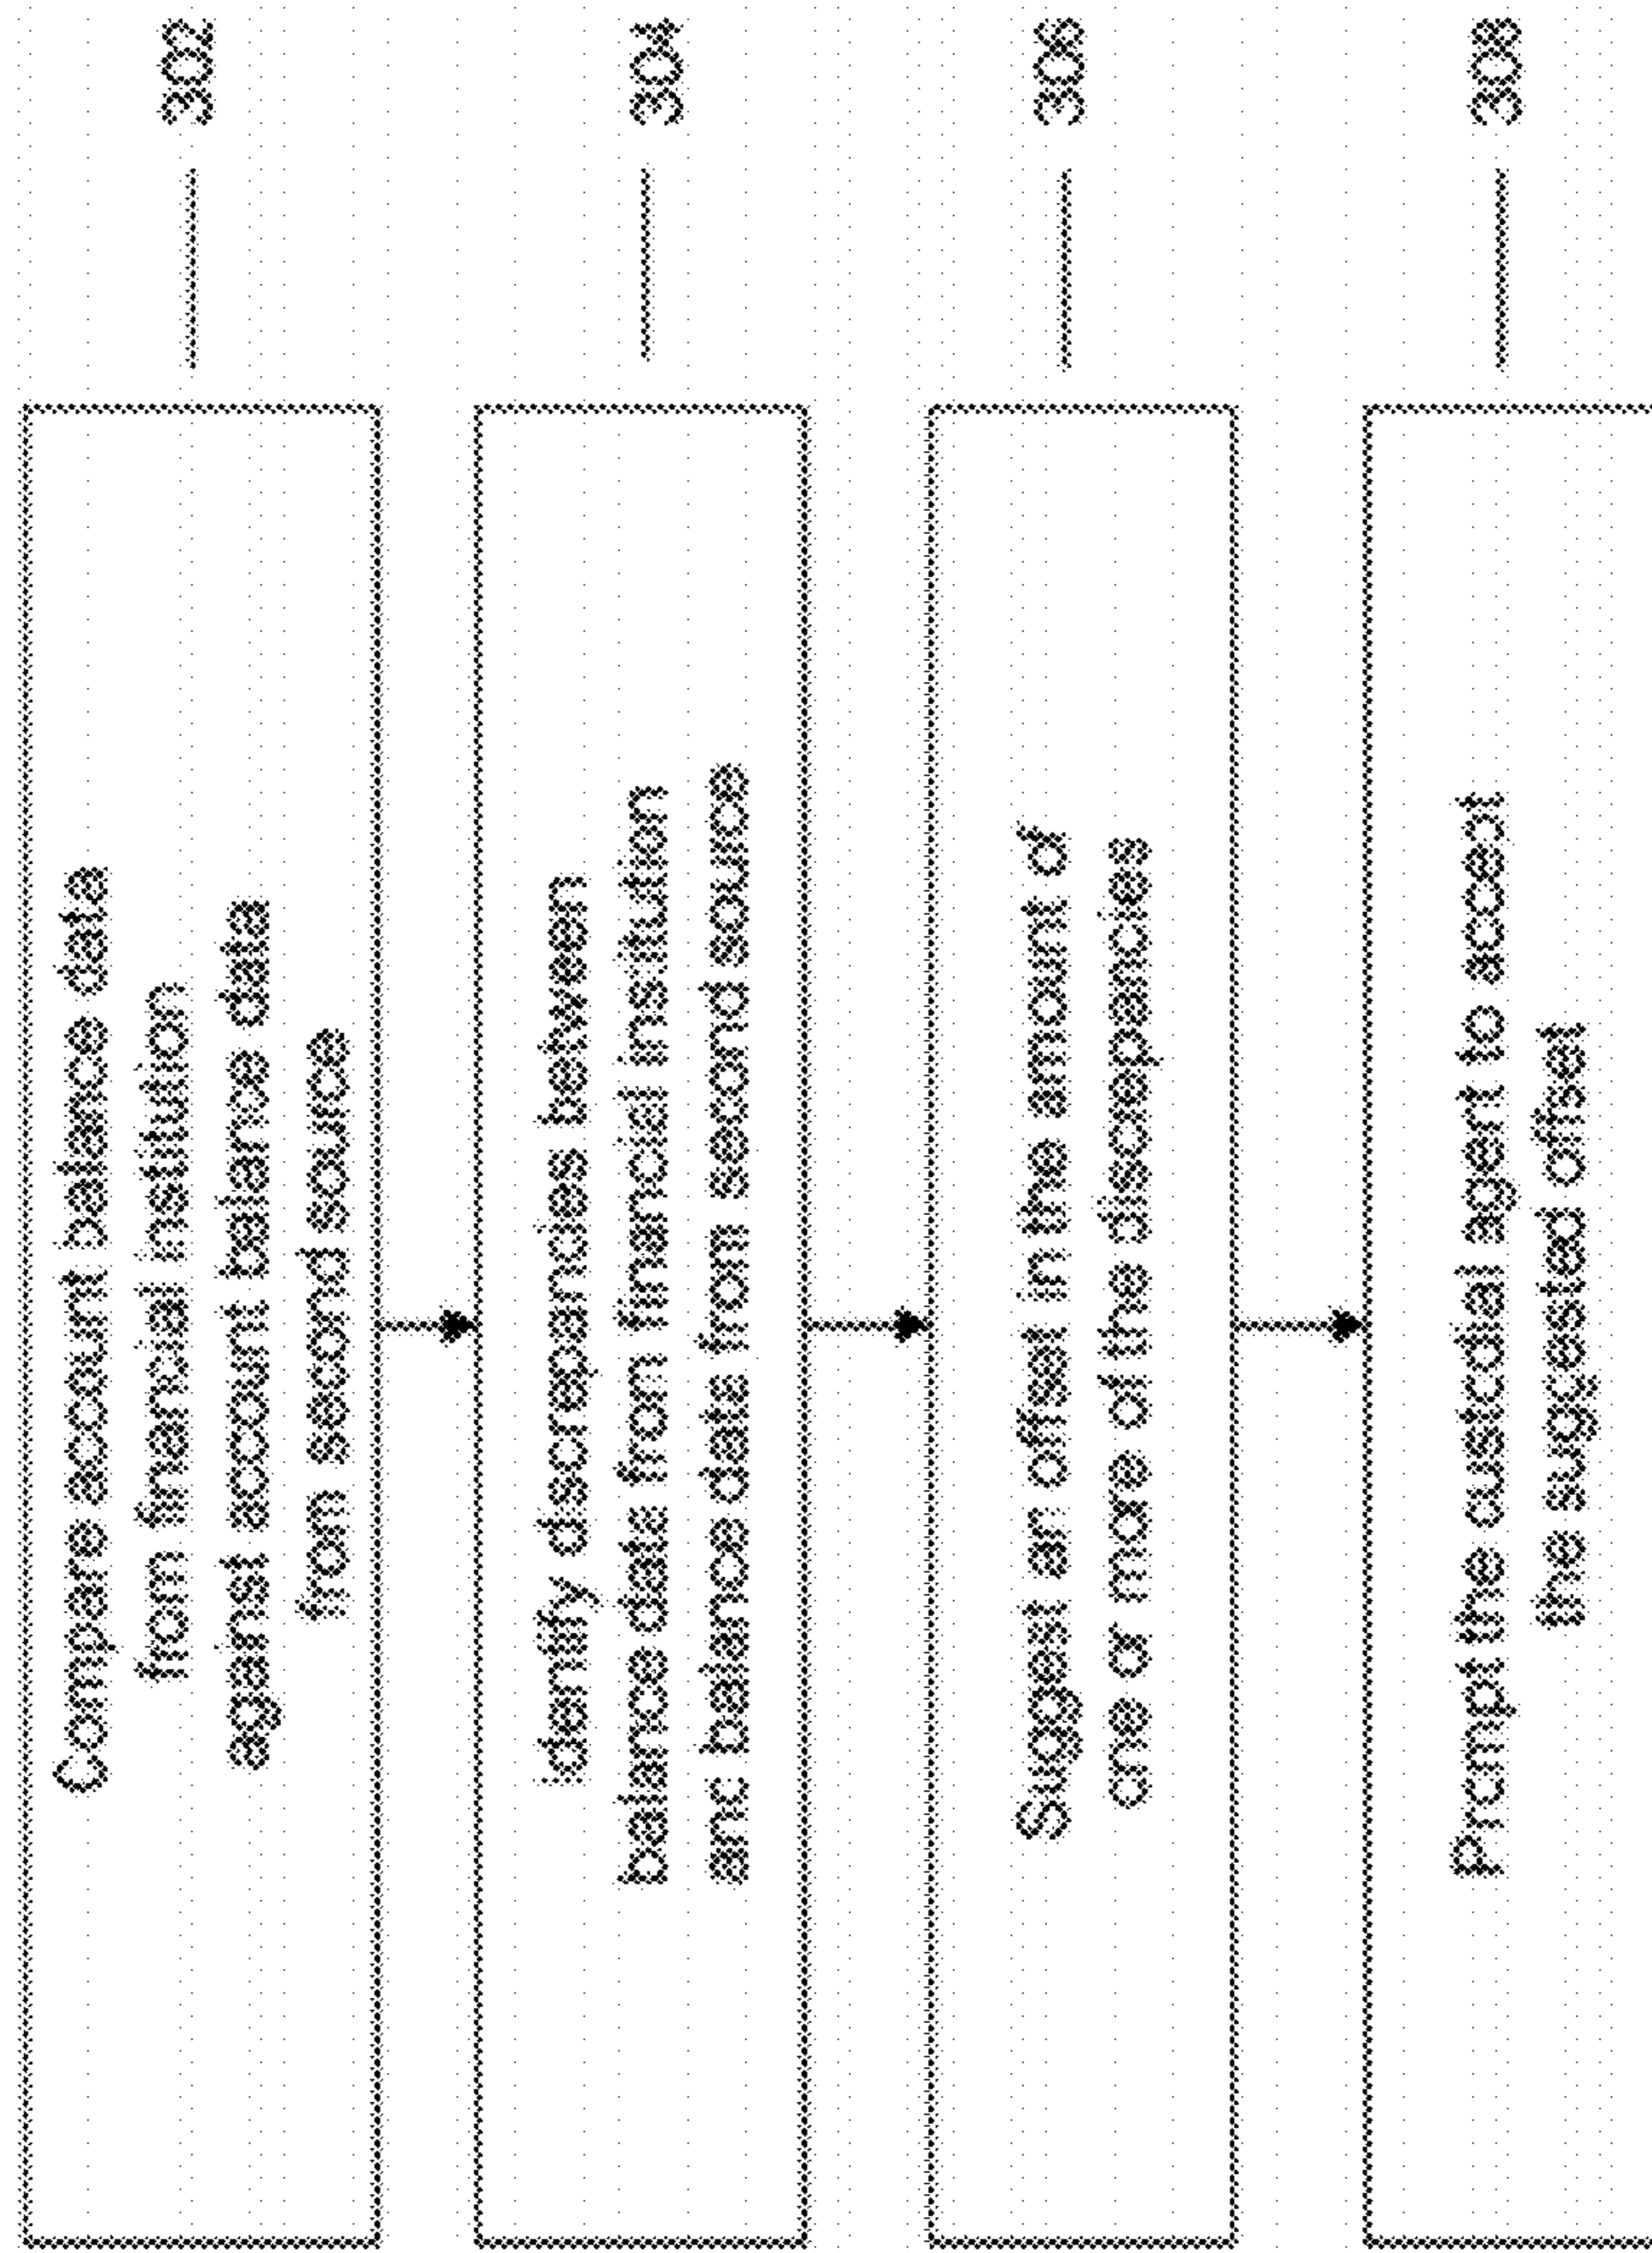 Compare account balance data
from financial institution
against account balance data
from second source
302
Identify discrepancies between
balance data from financial institution
and balance data from second source
304
Suggest an offset in the amount of
one or more of the discrepancies
306
Prompt the custodial agent to accept
the suggested offset
308